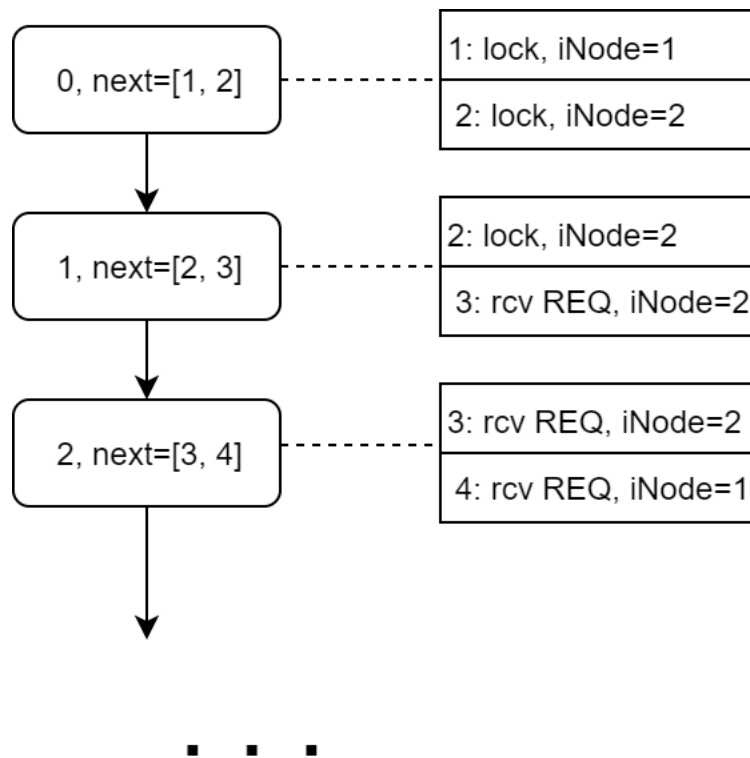 0, next=[1, 2]
1: lock, iNode=1
2: lock, iNode=2
1, next=[2, 3]
2: lock, iNode=2
3: rcv REQ, iNode=2
2, next=[3, 4]
3: rcv REQ, iNode=2
4: rcv REQ, iNode=1
. . .